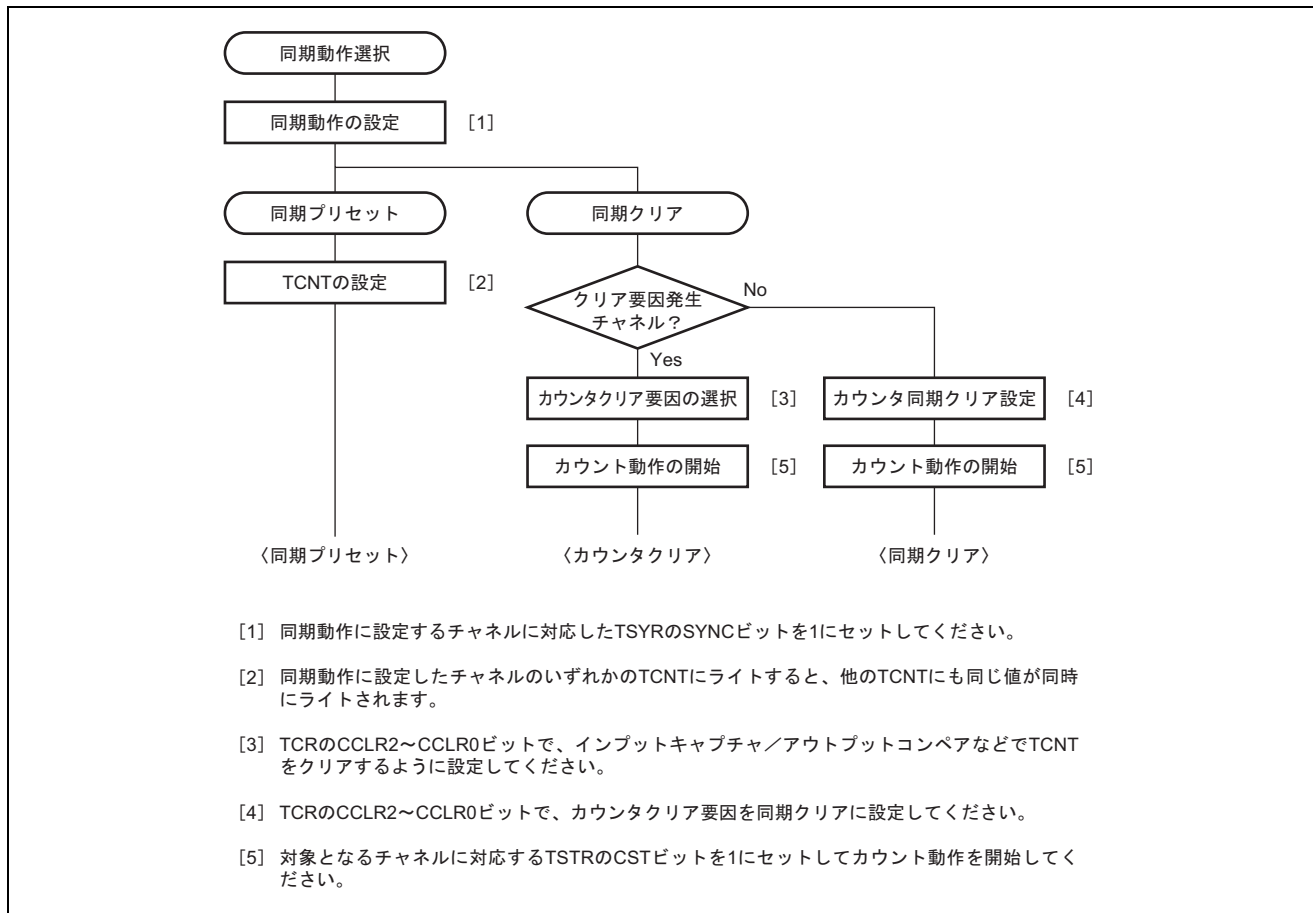 同期動作選択
同期動作の設定 [1]
同期プリセット 同期クリア
TCNTの設定 [2]
クリア要因発生
チャネル？
No
Yes
カウンタクリア要因の選択 [3] カウンタ同期クリア設定 [4]
カウント動作の開始 [5] カウント動作の開始 [5]
〈同期プリセット〉 〈カウンタクリア〉 〈同期クリア〉
[1] 同期動作に設定するチャネルに対応したTSYRのSYNCビットを1にセットしてください。
[2] 同期動作に設定したチャネルのいずれかのTCNTにライトすると、他のTCNTにも同じ値が同時
にライトされます。
[3] TCRのCCLR2～CCLR0ビットで、インプットキャプチャ／アウトプットコンペアなどでTCNT
をクリアするように設定してください。
[4] TCRのCCLR2～CCLR0ビットで、カウンタクリア要因を同期クリアに設定してください。
[5] 対象となるチャネルに対応するTSTRのCSTビットを1にセットしてカウント動作を開始してく
ださい。